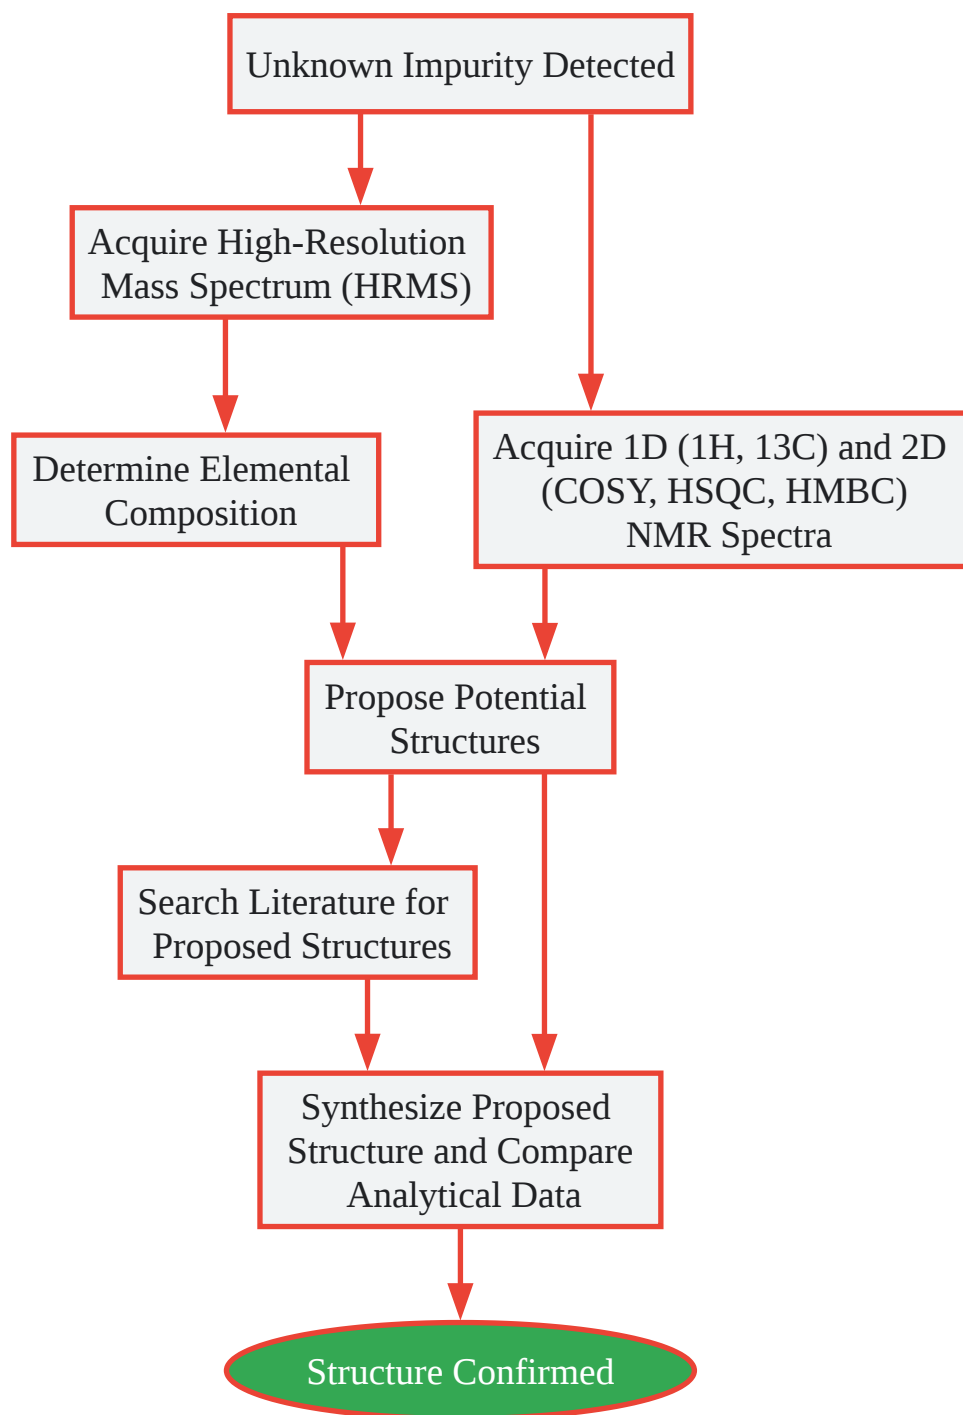 Unknown Impurity Detected
Acquire High-Resolution
Mass Spectrum (HRMS)
Determine Elemental
Composition
Acquire 1D (1H, 13C) and 2D
(COSY, HSQC, HMBC)
NMR Spectra
Propose Potential
Structures
Search Literature for
Proposed Structures
Synthesize Proposed
Structure and Compare
Analytical Data
Structure Confirmed